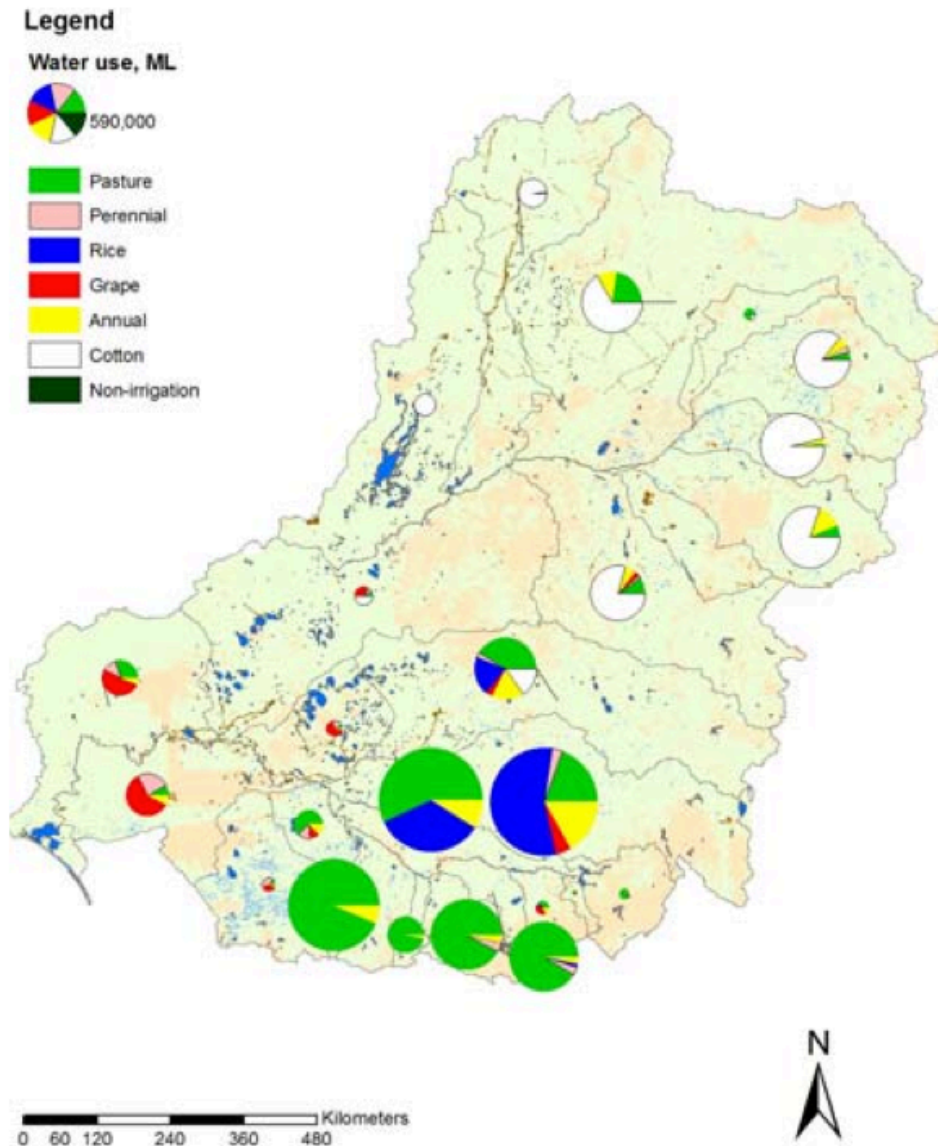 Legend
Water use, ML
590,000
Pasture
Perennial
Rice
Grape
Annual
Cotton
Non-irrigation
N
Kilometers
0 60 120 240 360 480